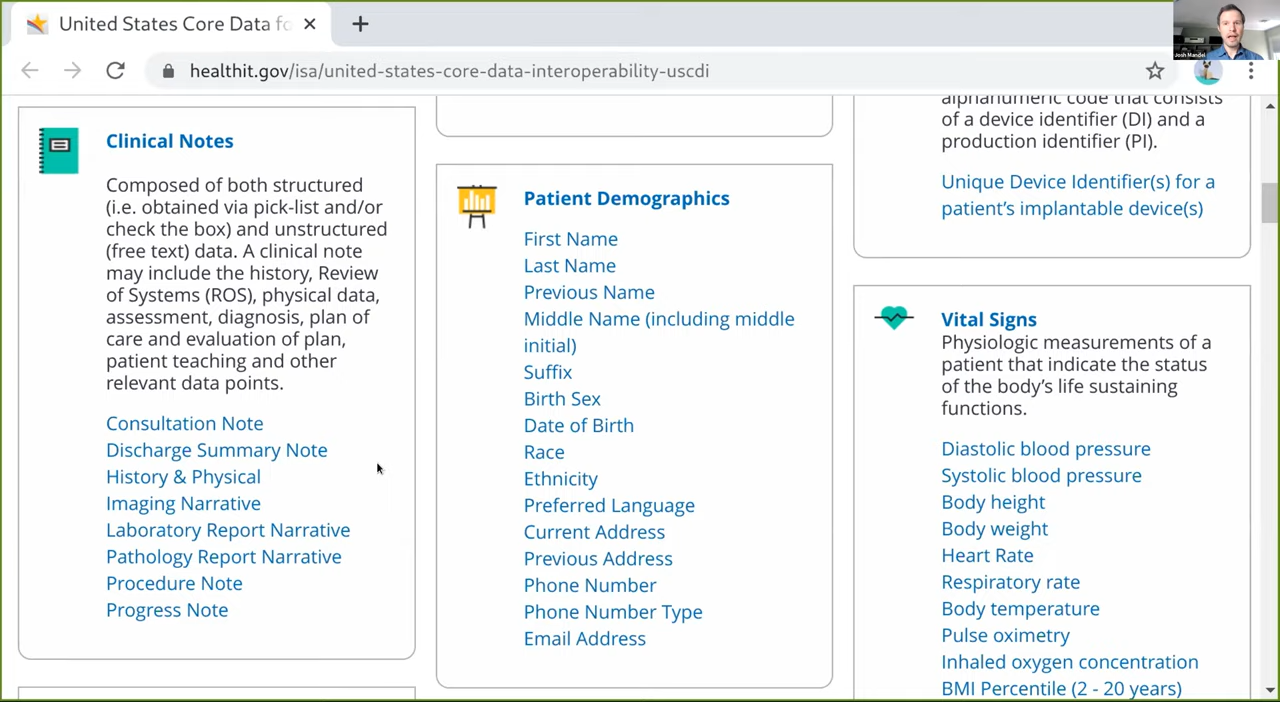 United States Core Data fo
healthit.gov/isa/united-states-core-data-interoperability-uscdi
Josh Mandel
Clinical Notes
Composed of both structured
(i.e. obtained via pick-list and/or
check the box) and unstructured
(free text) data. A clinical note
may include the history, Review
of Systems (ROS), physical data,
assessment, diagnosis, plan of
care and evaluation of plan,
patient teaching and other
relevant data points.
Consultation Note
Discharge Summary Note
History & Physical
Imaging Narrative
Laboratory Report Narrative
Pathology Report Narrative
Procedure Note
Progress Note
Patient Demographics
First Name
Last Name
Previous Name
Middle Name (including middle
initial)
Suffix
Birth Sex
Date of Birth
Race
Ethnicity
Preferred Language
Current Address
Previous Address
Phone Number
Phone Number Type
Email Address
alphanumeric code that consists
of a device identifier (DI) and a
production identifier (PI).
Unique Device Identifier(s) for a
patient's implantable device(s)
Vital Signs
Physiologic measurements of a
patient that indicate the status
of the body's life sustaining
functions.
Diastolic blood pressure
Systolic blood pressure
Body height
Body weight
Heart Rate
Respiratory rate
Body temperature
Pulse oximetry
Inhaled oxygen concentration
BMI Percentile (2 - 20 years)